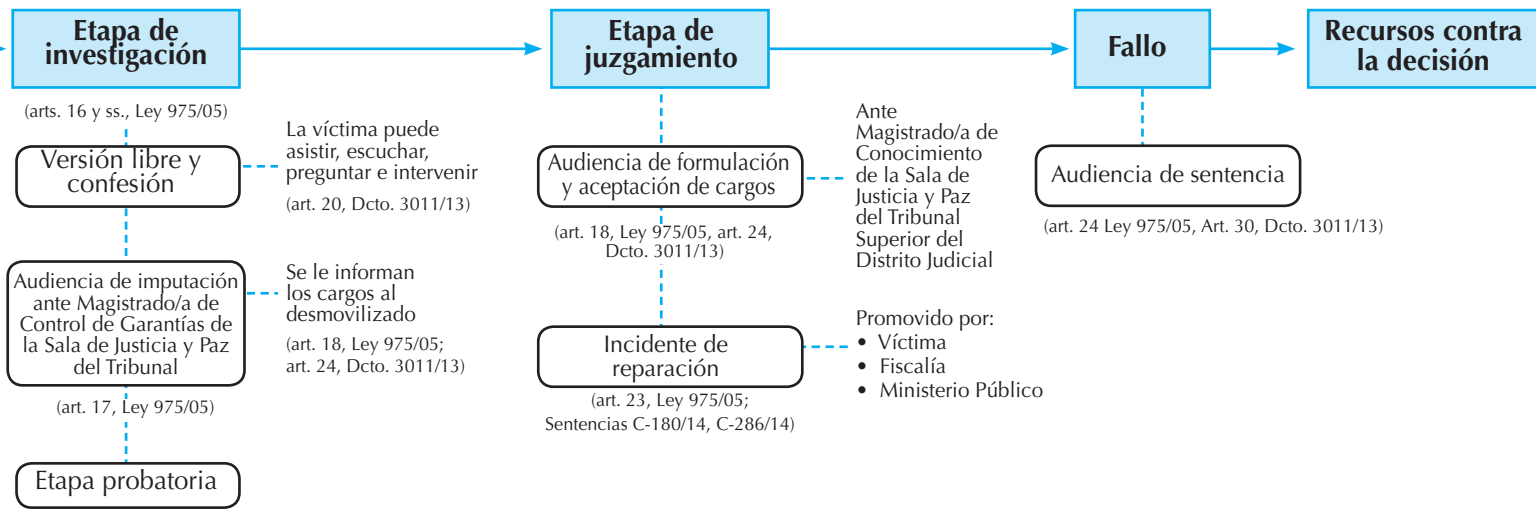 Etapa de
investigación
(arts. 16 y ss., Ley 975/05)
Versión libre y
confesión
La víctima puede
asistir, escuchar,
preguntar e intervenir
(art. 20, Dcto. 3011/13)
Audiencia de imputación
ante Magistrado/a de
Control de Garantías de
la Sala de Justicia y Paz
del Tribunal
(art. 17, Ley 975/05)
Se le informan
los cargos al
desmovilizado
(art. 18, Ley 975/05;
art. 24, Dcto. 3011/13)
Etapa probatoria
Etapa de
juzgamiento
Audiencia de formulación
y aceptación de cargos
(art. 18, Ley 975/05, art. 24,
Dcto. 3011/13)
Ante
Magistrado/a de
Conocimiento
de la Sala de
Justicia y Paz
del Tribunal
Superior del
Distrito Judicial
Incidente de
reparación
(art. 23, Ley 975/05;
Sentencias C-180/14, C-286/14)
Promovido por:
• Víctima
• Fiscalía
• Ministerio Público
Fallo
Audiencia de sentencia
(art. 24 Ley 975/05, Art. 30, Dcto. 3011/13)
Recursos contra
la decisión